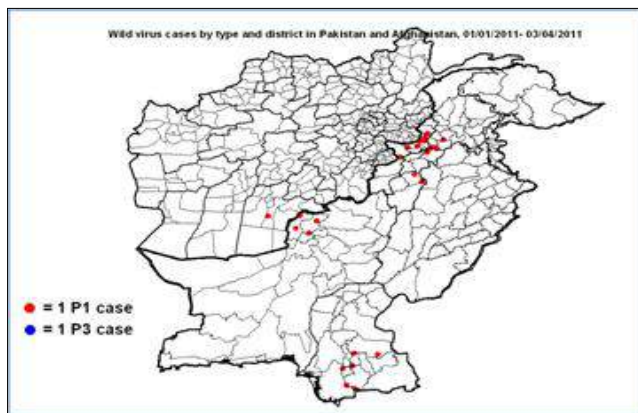 Wild virus cases by type and district in Pakistan and Afghanistan, 01/01/2011- 03/04/2011
= 1 P1 case
= 1 P3 case